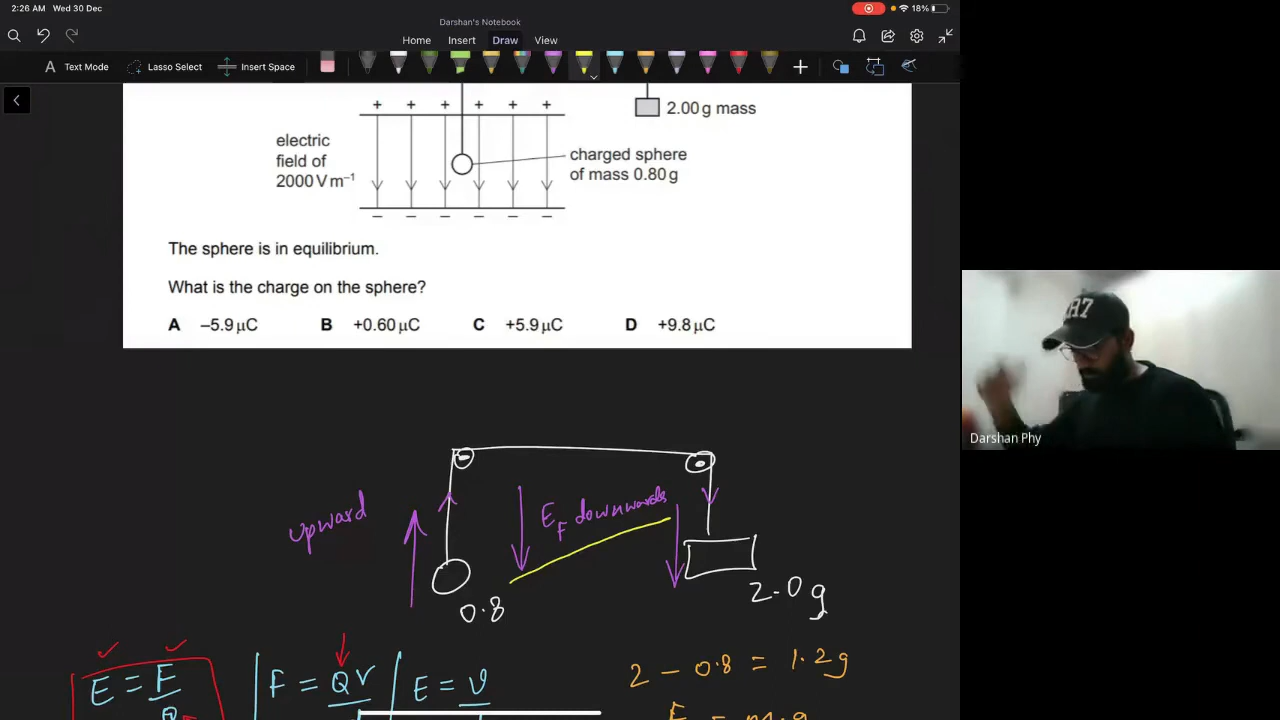 2:26 AM Wed 30 Dec
18%
Darshan's Notebook
Home Insert Draw View
A Text Mode Lasso Select Insert Space
+ + + + + +
2.00 g mass
electric
field of
2000 V m⁻¹
charged sphere
of mass 0.80 g
– – – – – –
The sphere is in equilibrium.
What is the charge on the sphere?
A –5.9 μC B +0.60 μC C +5.9 μC D +9.8 μC
Darshan Phy
upward
E_F downwards
0.8
2.0g
E = F
F = QV
E = V
2 - 0.8 = 1.2g